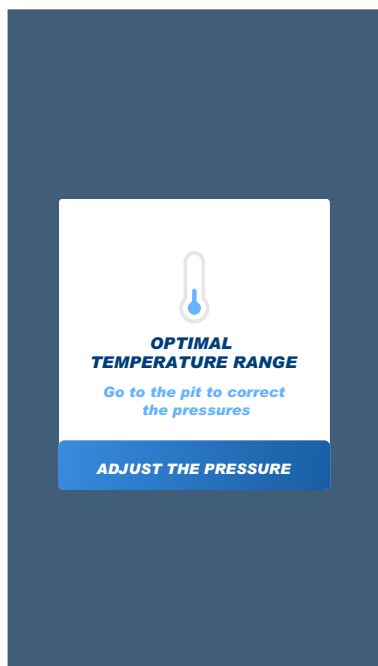 OPTIMAL
TEMPERATURE RANGE
Go to the pit to correct
the pressures
ADJUST THE PRESSURE